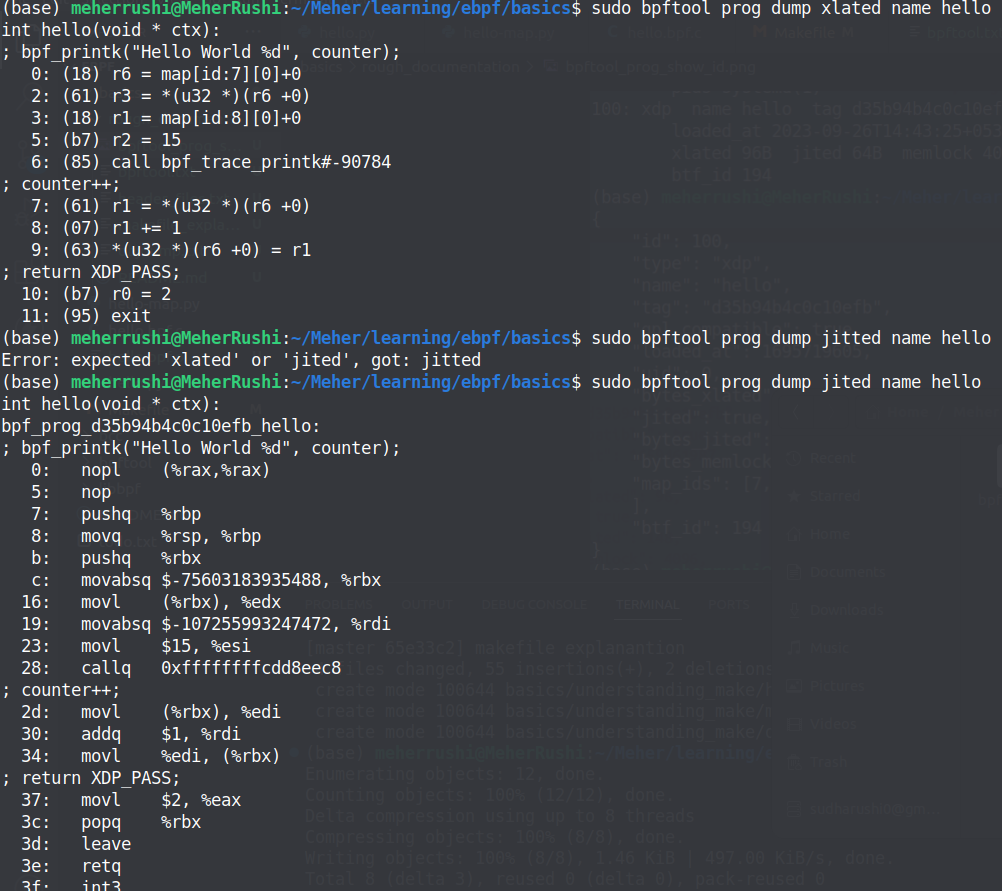 (base) meherrushi@MeherRushi:~/Meher/learning/ebpf/basics$ sudo bpftool prog dump xlated name hello
int hello(void * ctx):
; bpf_printk("Hello World %d", counter);
   0: (18) r6 = map[id:7][0]+0
   2: (61) r3 = *(u32 *)(r6 +0)
   3: (18) r1 = map[id:8][0]+0
   5: (b7) r2 = 15
   6: (85) call bpf_trace_printk#-90784
; counter++;
   7: (61) r1 = *(u32 *)(r6 +0)
   8: (07) r1 += 1
   9: (63) *(u32 *)(r6 +0) = r1
; return XDP_PASS;
  10: (b7) r0 = 2
  11: (95) exit
(base) meherrushi@MeherRushi:~/Meher/learning/ebpf/basics$ sudo bpftool prog dump jitted name hello
Error: expected 'xlated' or 'jited', got: jitted
(base) meherrushi@MeherRushi:~/Meher/learning/ebpf/basics$ sudo bpftool prog dump jited name hello
int hello(void * ctx):
bpf_prog_d35b94b4c0c10efb_hello:
; bpf_printk("Hello World %d", counter);
   0:   nopl    (%rax,%rax)
   5:   nop
   7:   pushq   %rbp
   8:   movq    %rsp, %rbp
   b:   pushq   %rbx
   c:   movabsq $-75603183935488, %rbx
  16:   movl    (%rbx), %edx
  19:   movabsq $-107255993247472, %rdi
  23:   movl    $15, %esi
  28:   callq   0xffffffffcdd8eec8
; counter++;
  2d:   movl    (%rbx), %edi
  30:   addq    $1, %rdi
  34:   movl    %edi, (%rbx)
; return XDP_PASS;
  37:   movl    $2, %eax
  3c:   popq    %rbx
  3d:   leave
  3e:   retq
  3f:   int3